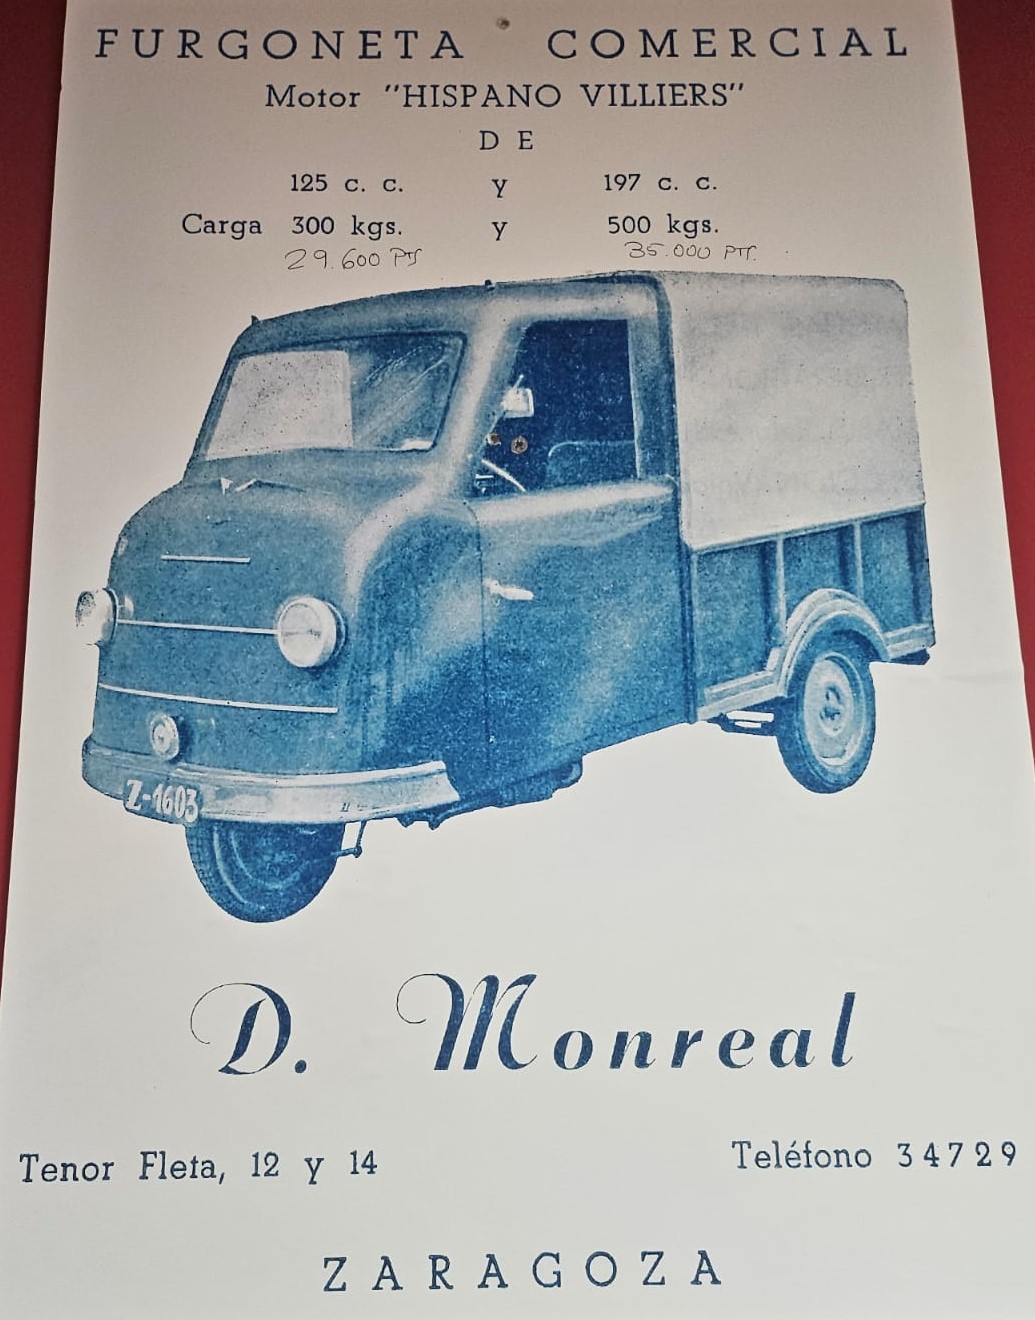 FURGONETA COMERCIAL
Motor "HISPANO VILLIERS"
DE
125 c. c. y 197 c. c.
Carga 300 kgs. y 500 kgs.
29.600 PTS 35.000 PTS.
Z-1603
D. Monreal
Tenor Fleta, 12 y 14 Teléfono 34729
ZARAGOZA